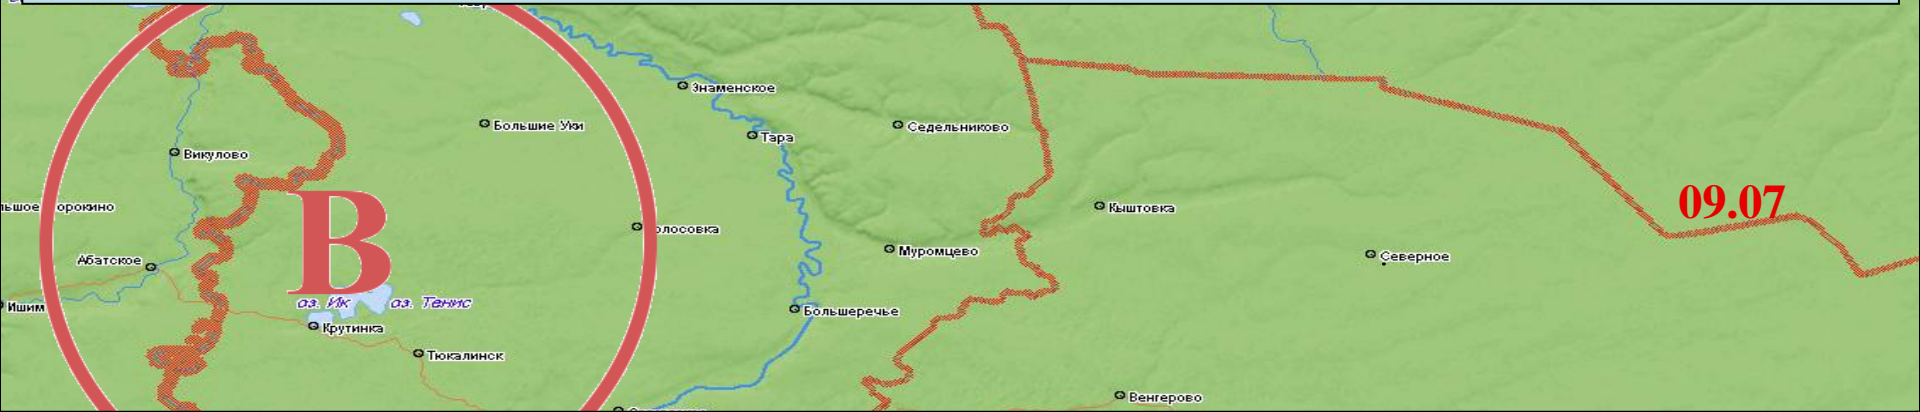 Знаменское
Большие Уки
Тара
Седельниково
Викулово
09.07
Кыштовка
В
Муромцево
Северное
Абатское
оз. Ик
оз. Тенис
Ишим
Большеречье
Крутинка
Тюкалинск
Венгерово